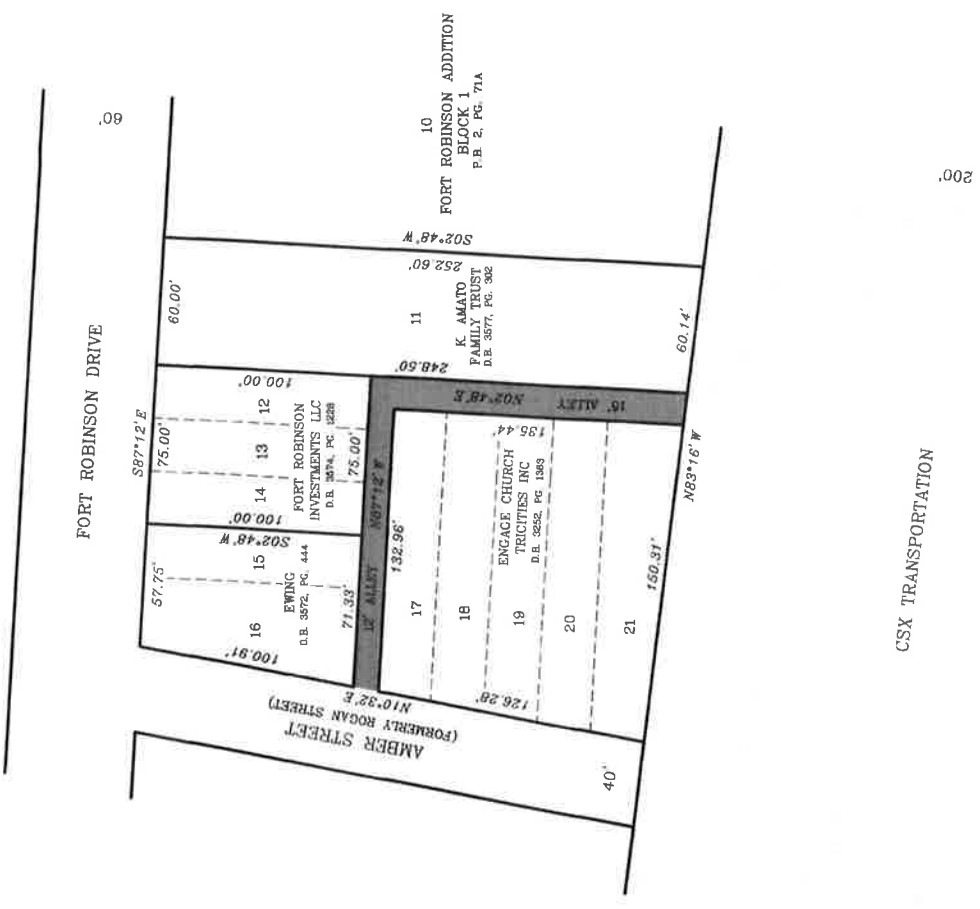 60'
FORT ROBINSON DRIVE
200'
10
FORT ROBINSON ADDITION
BLOCK 1
P.B. 2, PG. 71A
S02°48'W
252.60'
60.00'
11
K. AMATO
FAMILY TRUST
D.B. 3577, PG. 302
60.14'
248.50'
S87°12'E
75.00'
100.00'
12
13
14
FORT ROBINSON
INVESTMENTS LLC
D.B. 3574, PG. 1228
75.00'
100.00'
S02°48'W
57.75'
15
16
EWING
D.B. 3572, PG. 444
71.33'
100.91'
12' ALLEY
N87°12'W
132.96'
N02°48'E
15' ALLEY
135.44'
17
18
19
20
21
ENGAGE CHURCH
TRICITIES INC
D.B. 3252, PG 1363
126.28'
150.31'
N83°16'W
N10°32'E
(FORMERLY ROGAN STREET)
AMBER STREET
40'
CSX TRANSPORTATION